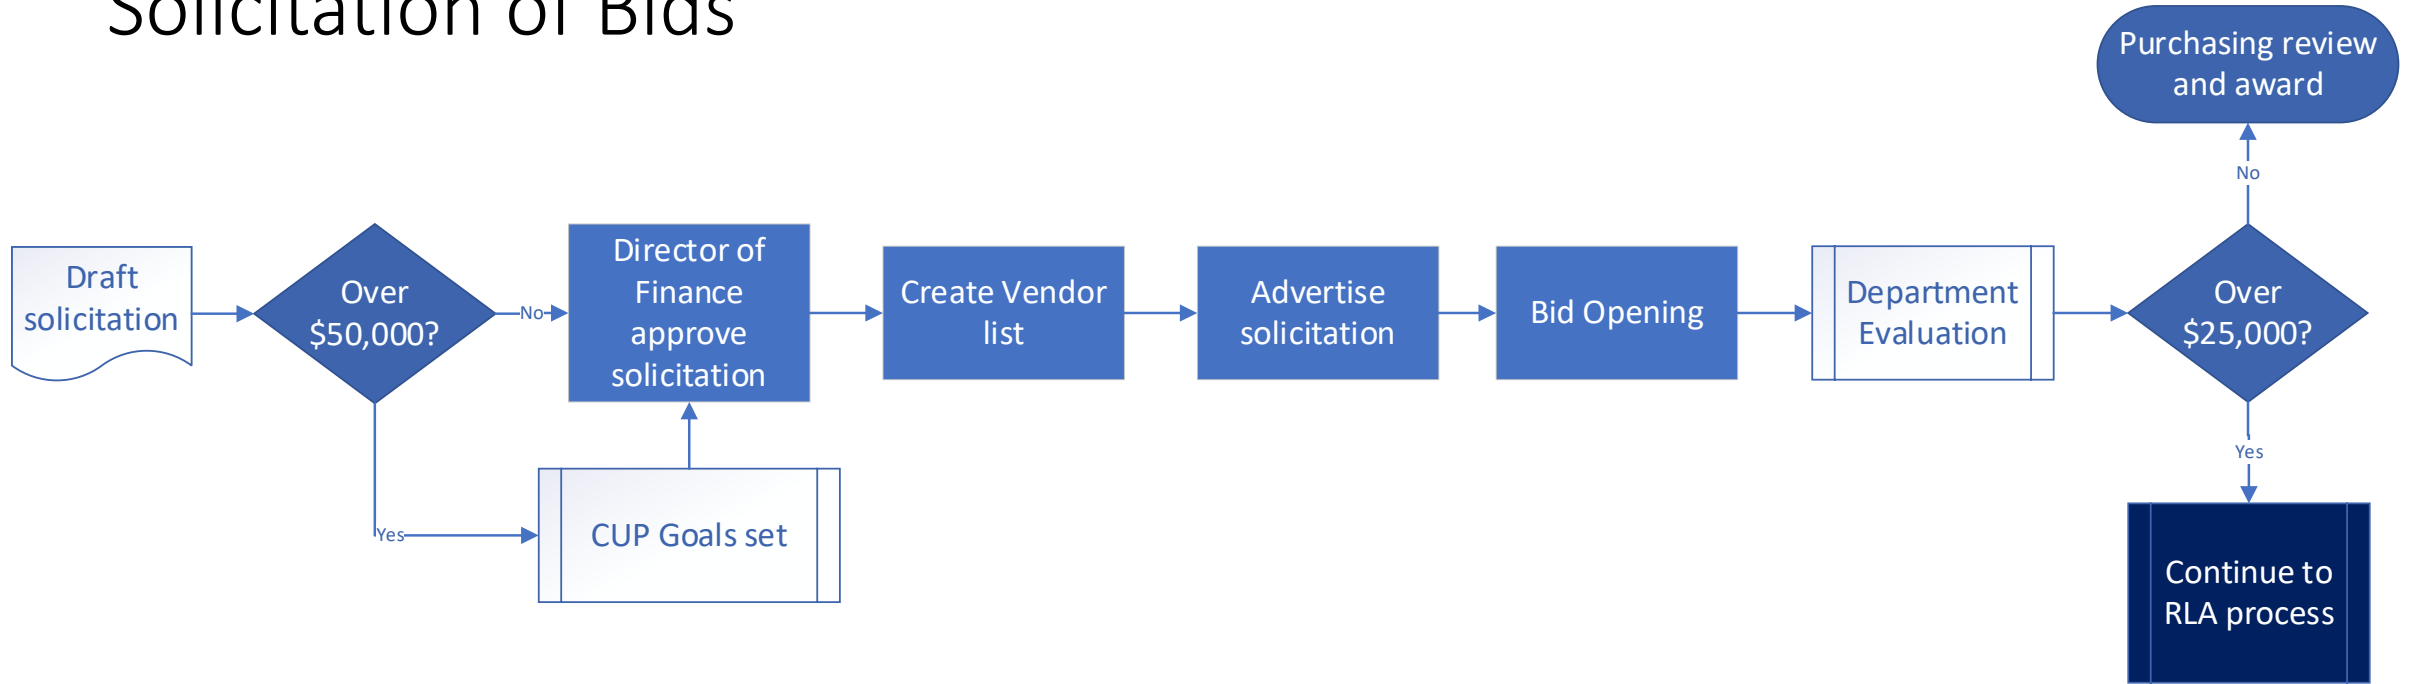 Solicitation of Bids
Purchasing review
and award
No
Draft
solicitation
Over
$50,000?
No
Director of
Finance
approve
solicitation
Create Vendor
list
Advertise
solicitation
Bid Opening
Department
Evaluation
Over
$25,000?
Yes
Yes
CUP Goals set
Continue to
RLA process